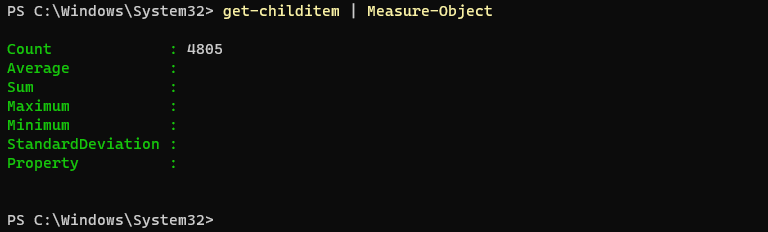 PS C:\Windows\System32> get-childitem | Measure-Object
Count             : 4805
Average           :
Sum               :
Maximum           :
Minimum           :
StandardDeviation :
Property          :
PS C:\Windows\System32>